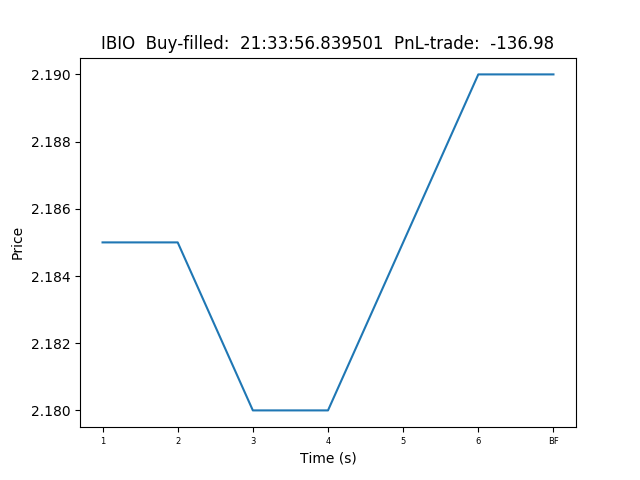 IBIO  Buy-filled:  21:33:56.839501  PnL-trade:  -136.98
Price
2.190
2.188
2.186
2.184
2.182
2.180
1 2 3 4 5 6 BF
Time (s)